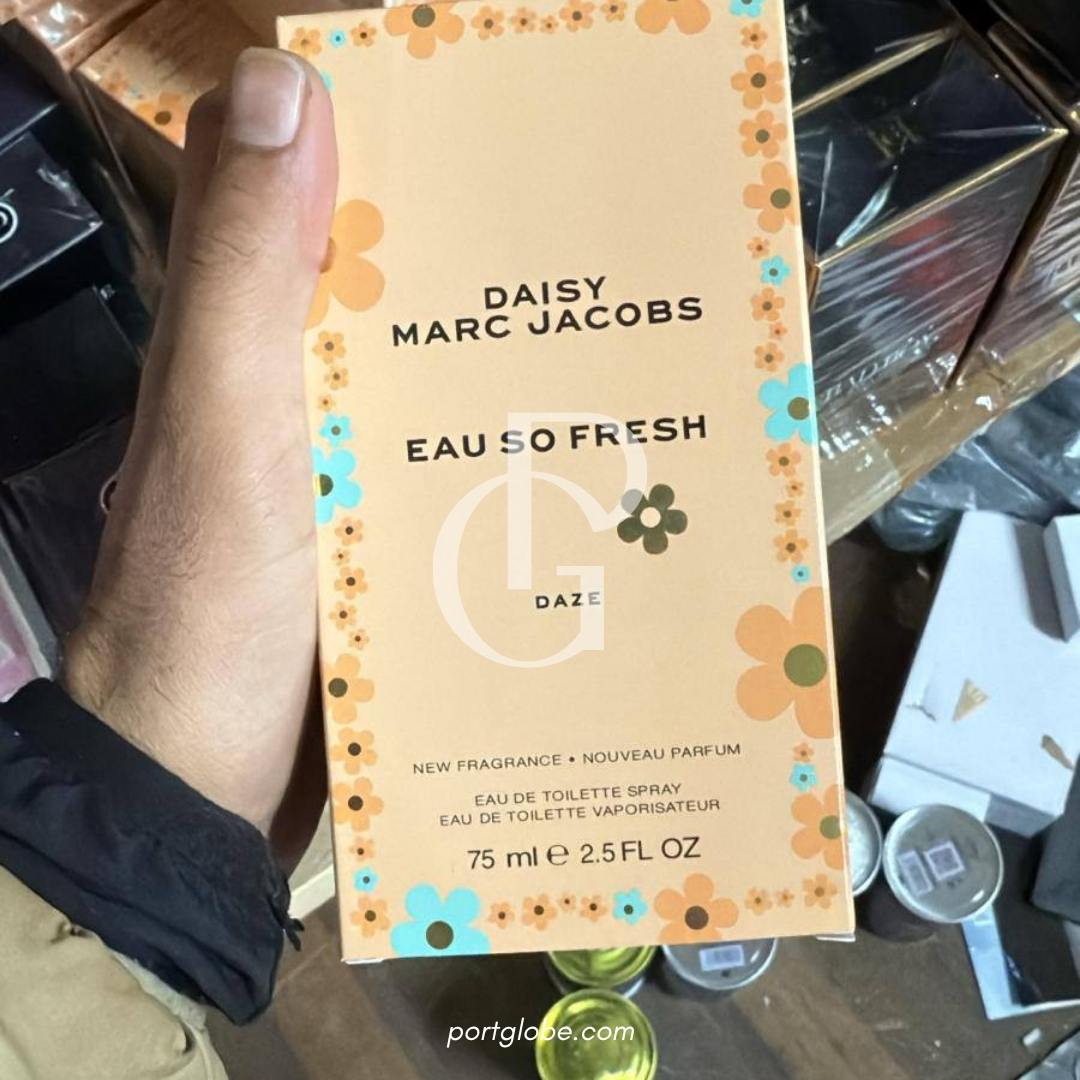 DAISY
MARC JACOBS
EAU SO FRESH
DAZE
NEW FRAGRANCE • NOUVEAU PARFUM
EAU DE TOILETTE SPRAY
EAU DE TOILETTE VAPORISATEUR
75 ml ℮ 2.5 FL OZ
portglobe.com